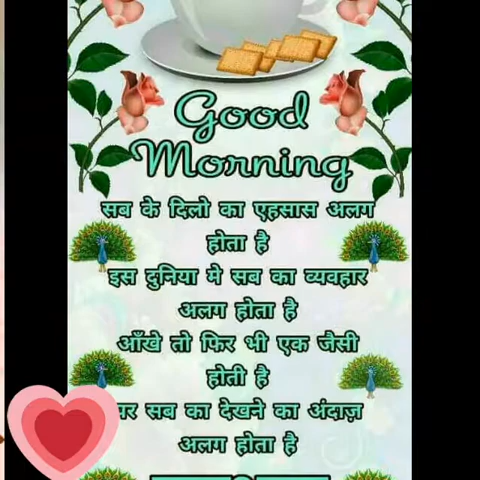 Good
Morning
सब के दिलो का एहसास अलग
होता है
इस दुनिया मे सब का व्यवहार
अलग होता है
आँखे तो फिर भी एक जैसी
होती है
सब का देखने का अंदाज़
अलग होता है